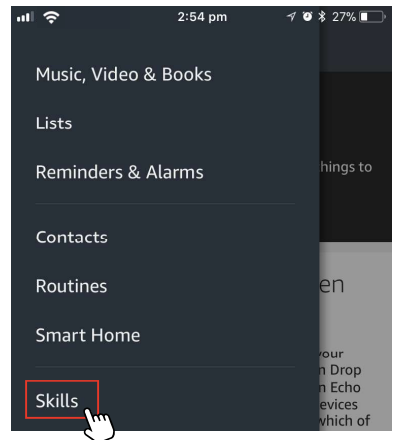 2:54 pm
27%
Music, Video & Books
Lists
Reminders & Alarms
hings to
Contacts
Routines
en
Smart Home
your
n Drop
n Echo
Skills
evices
which of